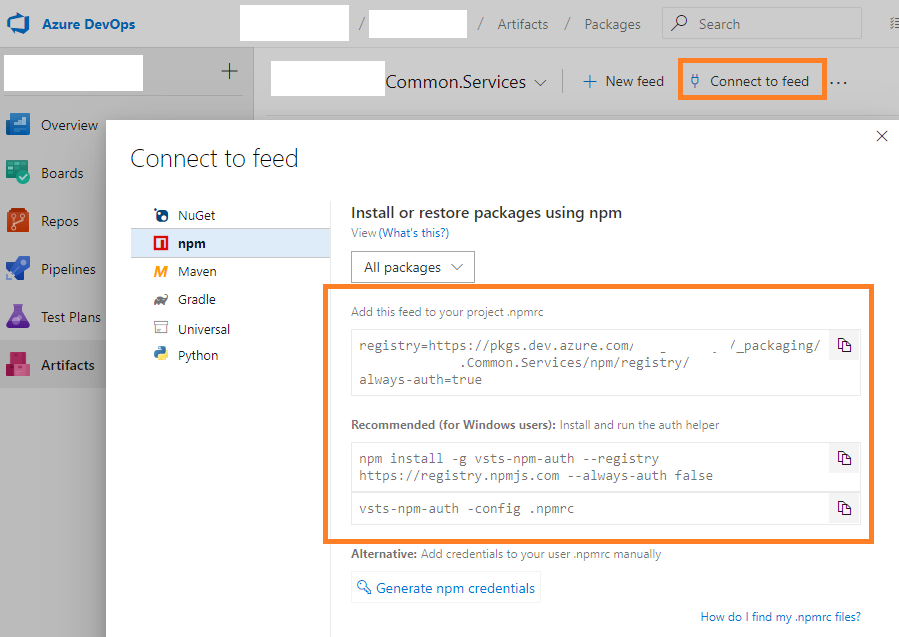 Azure DevOps
/
/
Artifacts
/
Packages
Search
Common.Services
New feed
Connect to feed
...
Overview
Boards
Repos
Pipelines
Test Plans
Artifacts
Connect to feed
NuGet
npm
Maven
Gradle
Universal
Python
Install or restore packages using npm
View (What's this?)
All packages
Add this feed to your project .npmrc
registry=https://pkgs.dev.azure.com/ /_packaging/
.Common.Services/npm/registry/
always-auth=true
Recommended (for Windows users): Install and run the auth helper
npm install -g vsts-npm-auth --registry
https://registry.npmjs.com --always-auth false
vsts-npm-auth -config .npmrc
Alternative: Add credentials to your user .npmrc manually
Generate npm credentials
How do I find my .npmrc files?